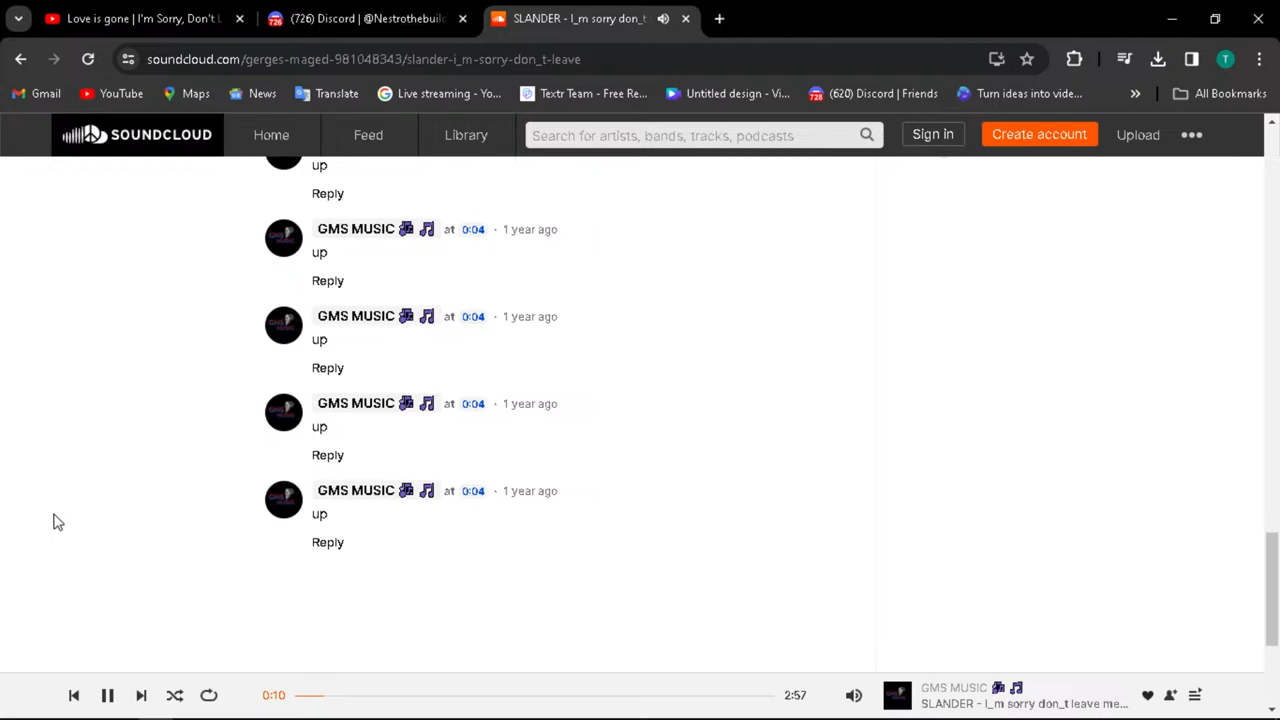 Love is gone | I'm Sorry, Don't L
(726) Discord | @Nestrothebuild
SLANDER - I_m sorry don_t
soundcloud.com/gerges-maged-981048343/slander-i_m-sorry-don_t-leave
T
Gmail
YouTube
Maps
News
Translate
Live streaming - Yo...
Textr Team - Free Re...
Untitled design - Vi...
(620) Discord | Friends
Turn ideas into vide...
All Bookmarks
SOUNDCLOUD
Home
Feed
Library
Search for artists, bands, tracks, podcasts
Sign in
Create account
Upload
up
Reply
GMS MUSIC at 0:04 · 1 year ago
up
Reply
GMS MUSIC at 0:04 · 1 year ago
up
Reply
GMS MUSIC at 0:04 · 1 year ago
up
Reply
GMS MUSIC at 0:04 · 1 year ago
up
Reply
0:10
2:57
GMS MUSIC
SLANDER - I_m sorry don_t leave me...